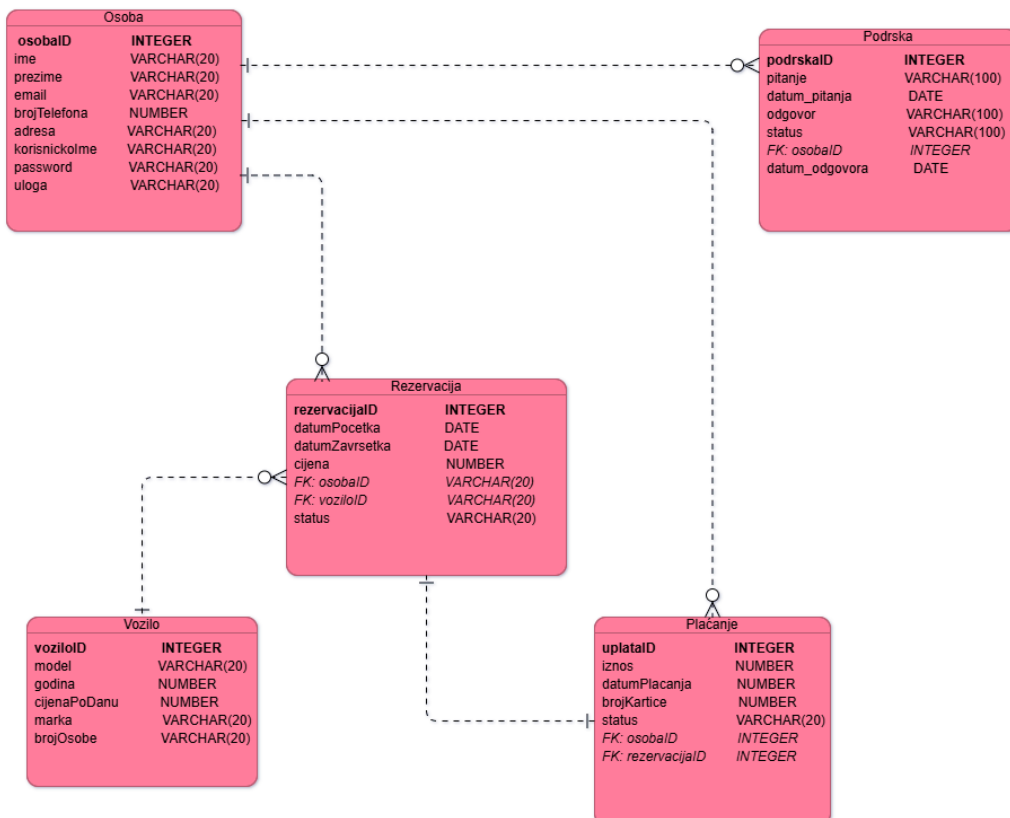 Osoba
osobaID INTEGER
ime VARCHAR(20)
prezime VARCHAR(20)
email VARCHAR(20)
brojTelefona NUMBER
adresa VARCHAR(20)
korisnickoIme VARCHAR(20)
password VARCHAR(20)
uloga VARCHAR(20)
Podrska
podrskaID INTEGER
pitanje VARCHAR(100)
datum_pitanja DATE
odgovor VARCHAR(100)
status VARCHAR(100)
FK: osobaID INTEGER
datum_odgovora DATE
Rezervacija
rezervacijaID INTEGER
datumPocetka DATE
datumZavrsetka DATE
cijena NUMBER
FK: osobaID VARCHAR(20)
FK: voziloID VARCHAR(20)
status VARCHAR(20)
Vozilo
voziloID INTEGER
model VARCHAR(20)
godina NUMBER
cijenaPoDanu NUMBER
marka VARCHAR(20)
brojOsobe VARCHAR(20)
Plaćanje
uplataID INTEGER
iznos NUMBER
datumPlacanja NUMBER
brojKartice NUMBER
status VARCHAR(20)
FK: osobaID INTEGER
FK: rezervacijaID INTEGER